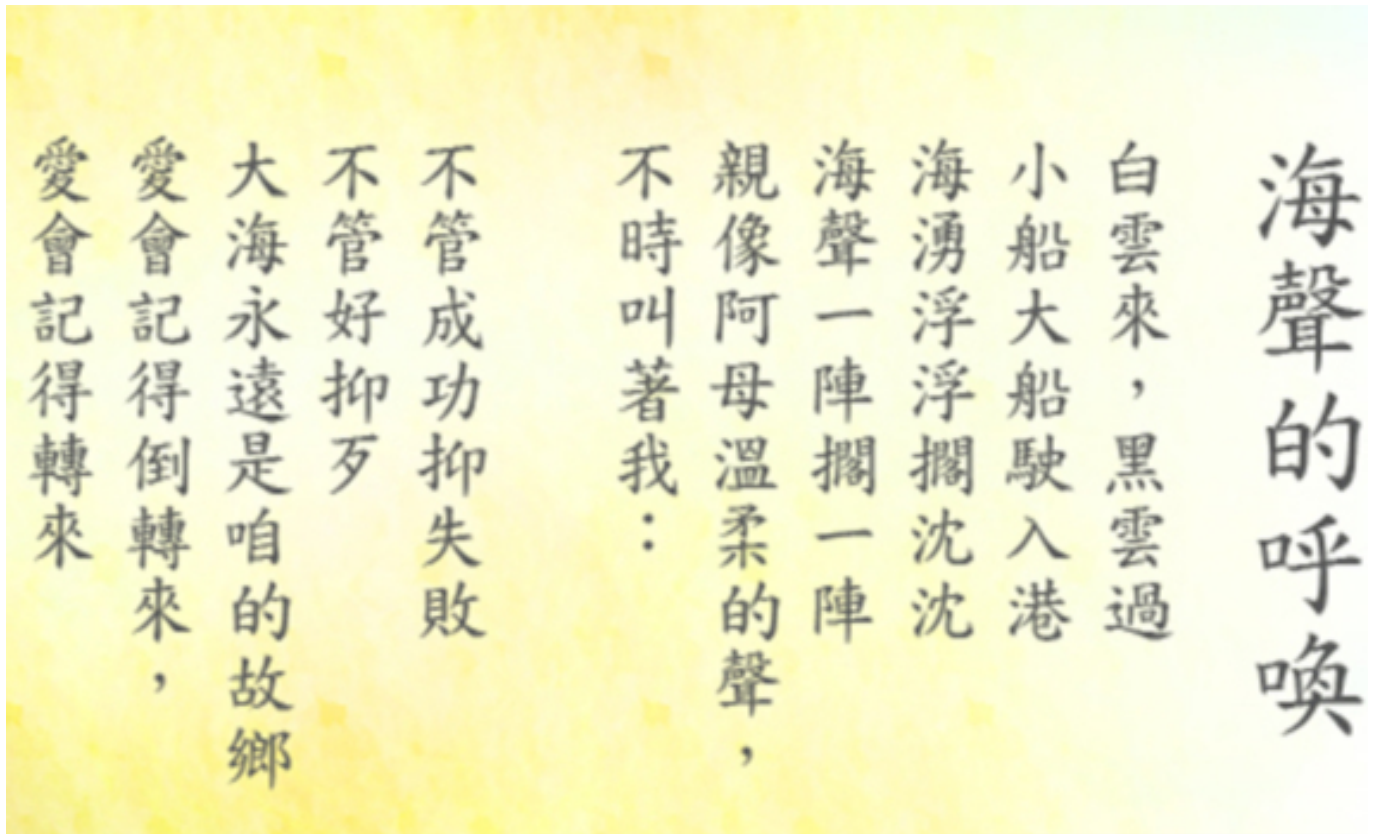 海聲的呼喚
白雲來，黑雲過
小船大船駛入港
海湧浮浮擱沈沈
海聲一陣擱一陣
親像阿母溫柔的聲，
不時叫著我：
不管成功抑失敗
不管好抑歹
大海永遠是咱的故鄉
愛會記得倒轉來，
愛會記得轉來